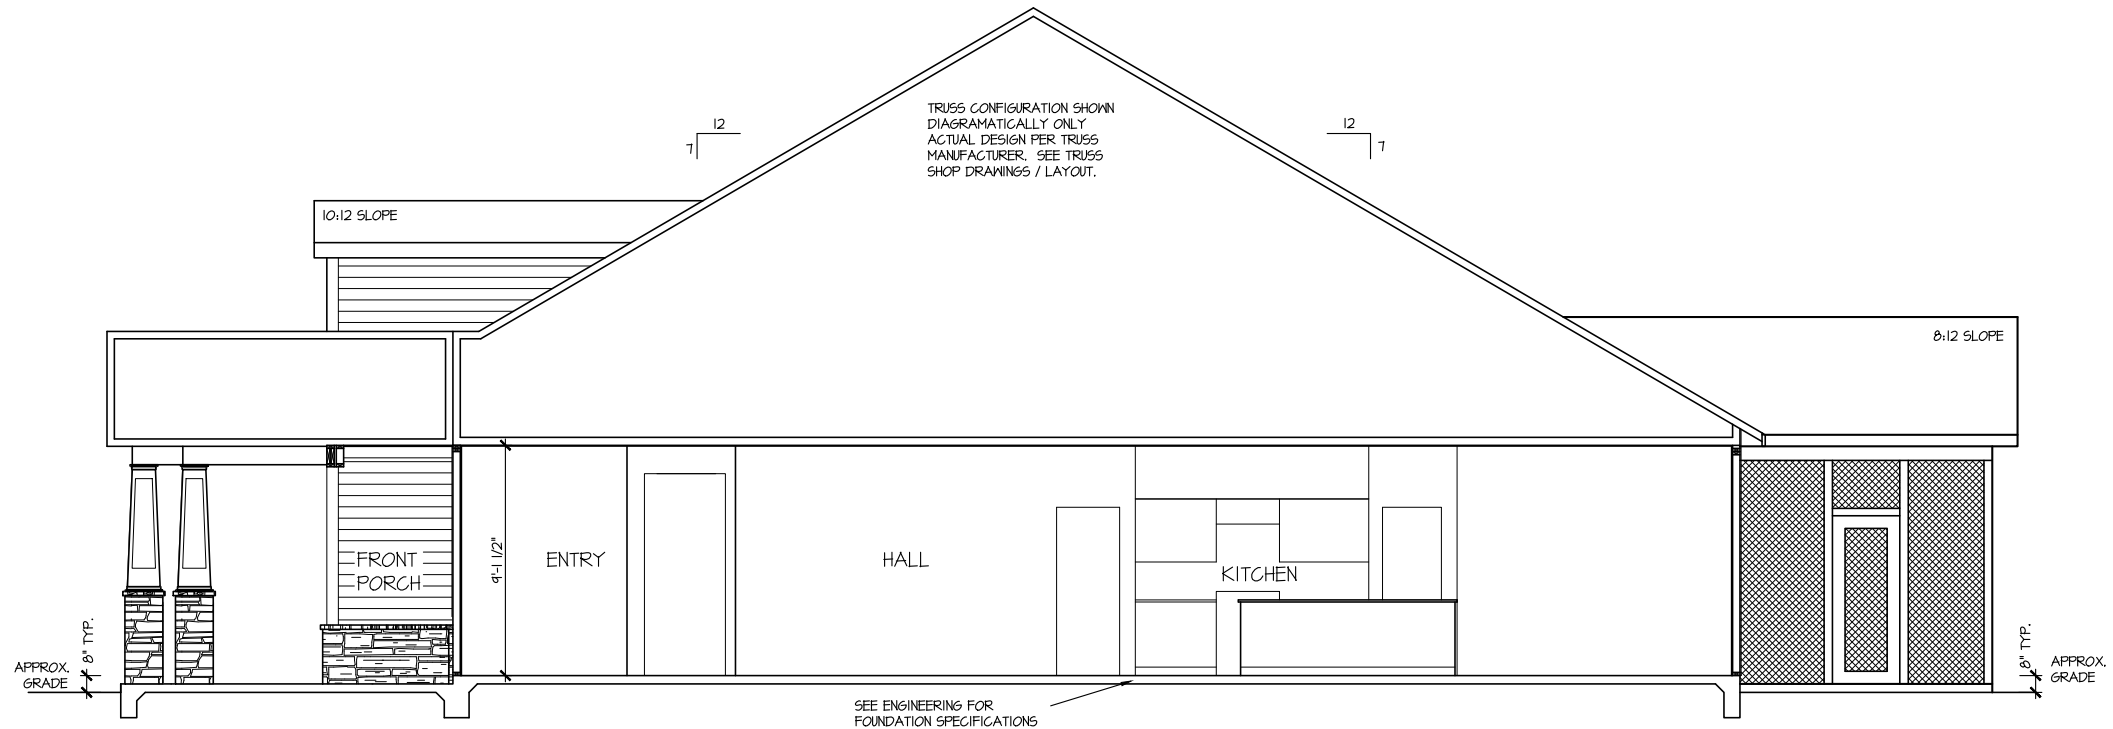 TRUSS CONFIGURATION SHOWN
DIAGRAMATICALLY ONLY
ACTUAL DESIGN PER TRUSS
MANUFACTURER. SEE TRUSS
SHOP DRAWINGS / LAYOUT.
12
7
12
7
10:12 SLOPE
8:12 SLOPE
FRONT
PORCH
9'-1 1/2"
ENTRY
HALL
KITCHEN
8" TYP.
APPROX.
GRADE
8" TYP.
APPROX.
GRADE
SEE ENGINEERING FOR
FOUNDATION SPECIFICATIONS